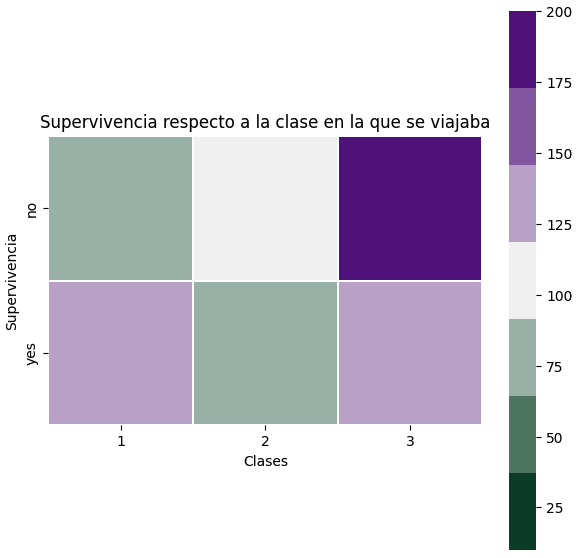 Supervivencia respecto a la clase en la que se viajaba
Supervivencia
no
yes
1 2 3
Clases
200
175
150
125
100
75
50
25